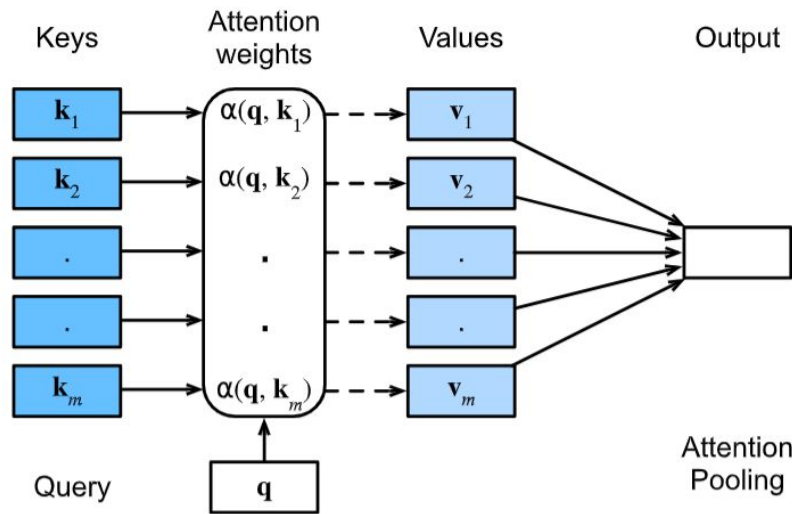 Keys
Attention
weights
Values
Output
k1
α(q, k1)
v1
k2
α(q, k2)
v2
.
.
.
.
.
.
km
α(q, km)
vm
Attention
Pooling
Query
q